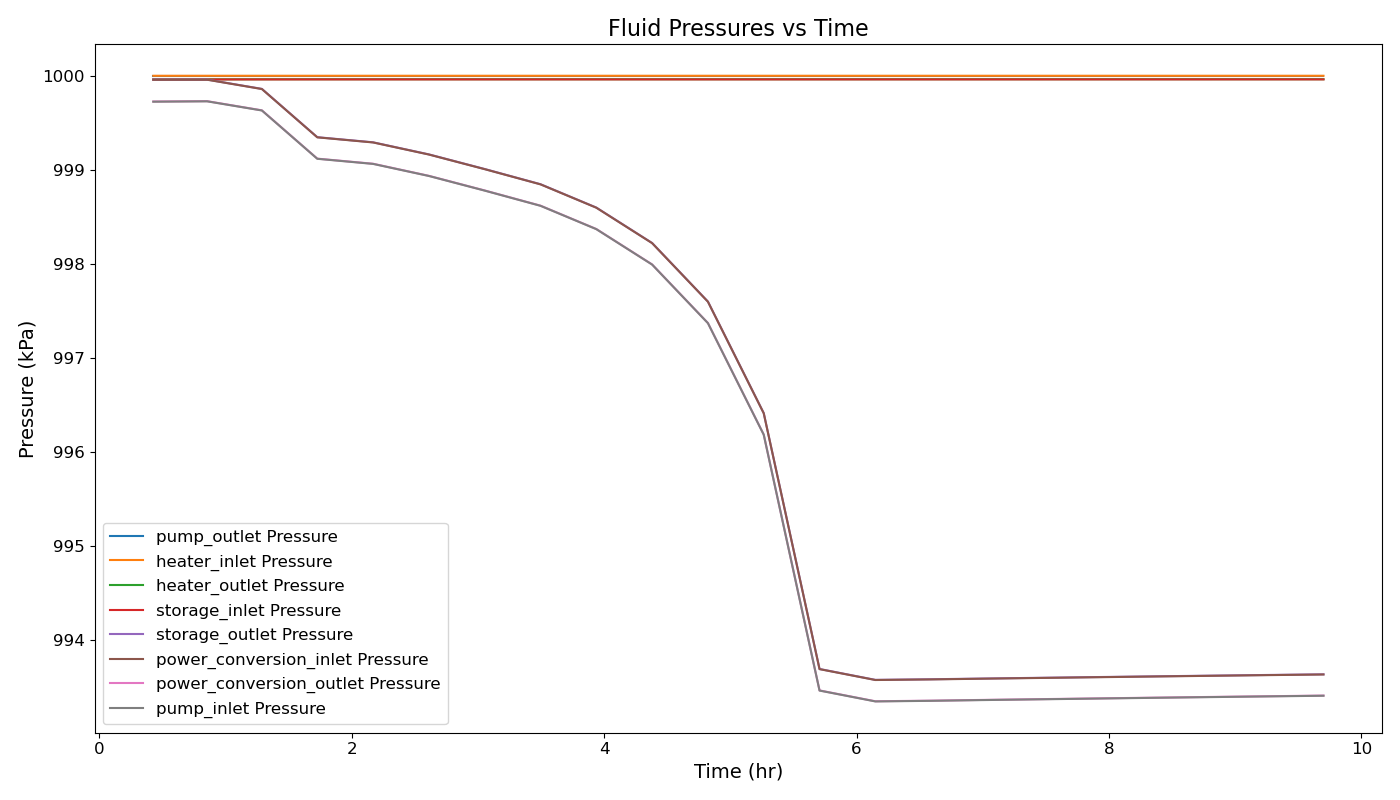 Fluid Pressures vs Time
Pressure (kPa)
1000
999
998
997
996
995
994
pump_outlet Pressure
heater_inlet Pressure
heater_outlet Pressure
storage_inlet Pressure
storage_outlet Pressure
power_conversion_inlet Pressure
power_conversion_outlet Pressure
pump_inlet Pressure
0 2 4 6 8 10
Time (hr)